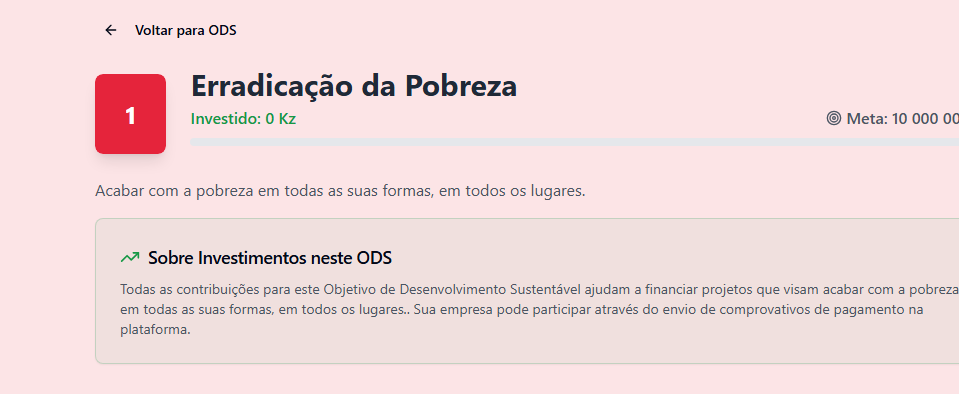 Voltar para ODS
1
Erradicação da Pobreza
Investido: 0 Kz
Meta: 10 000 00
Acabar com a pobreza em todas as suas formas, em todos os lugares.
Sobre Investimentos neste ODS
Todas as contribuições para este Objetivo de Desenvolvimento Sustentável ajudam a financiar projetos que visam acabar com a pobreza
em todas as suas formas, em todos os lugares.. Sua empresa pode participar através do envio de comprovativos de pagamento na
plataforma.